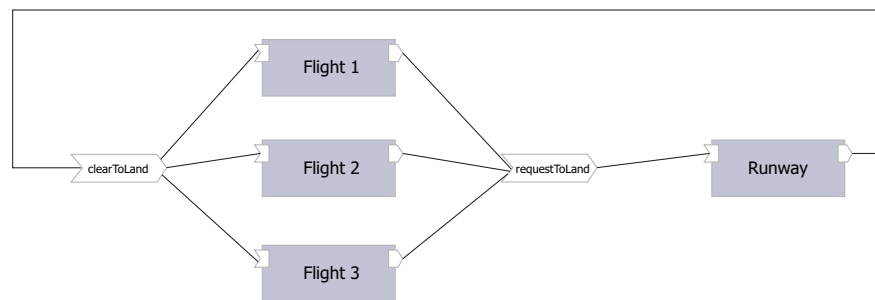 Flight 1
clearToLand
Flight 2
requestToLand
Runway
Flight 3